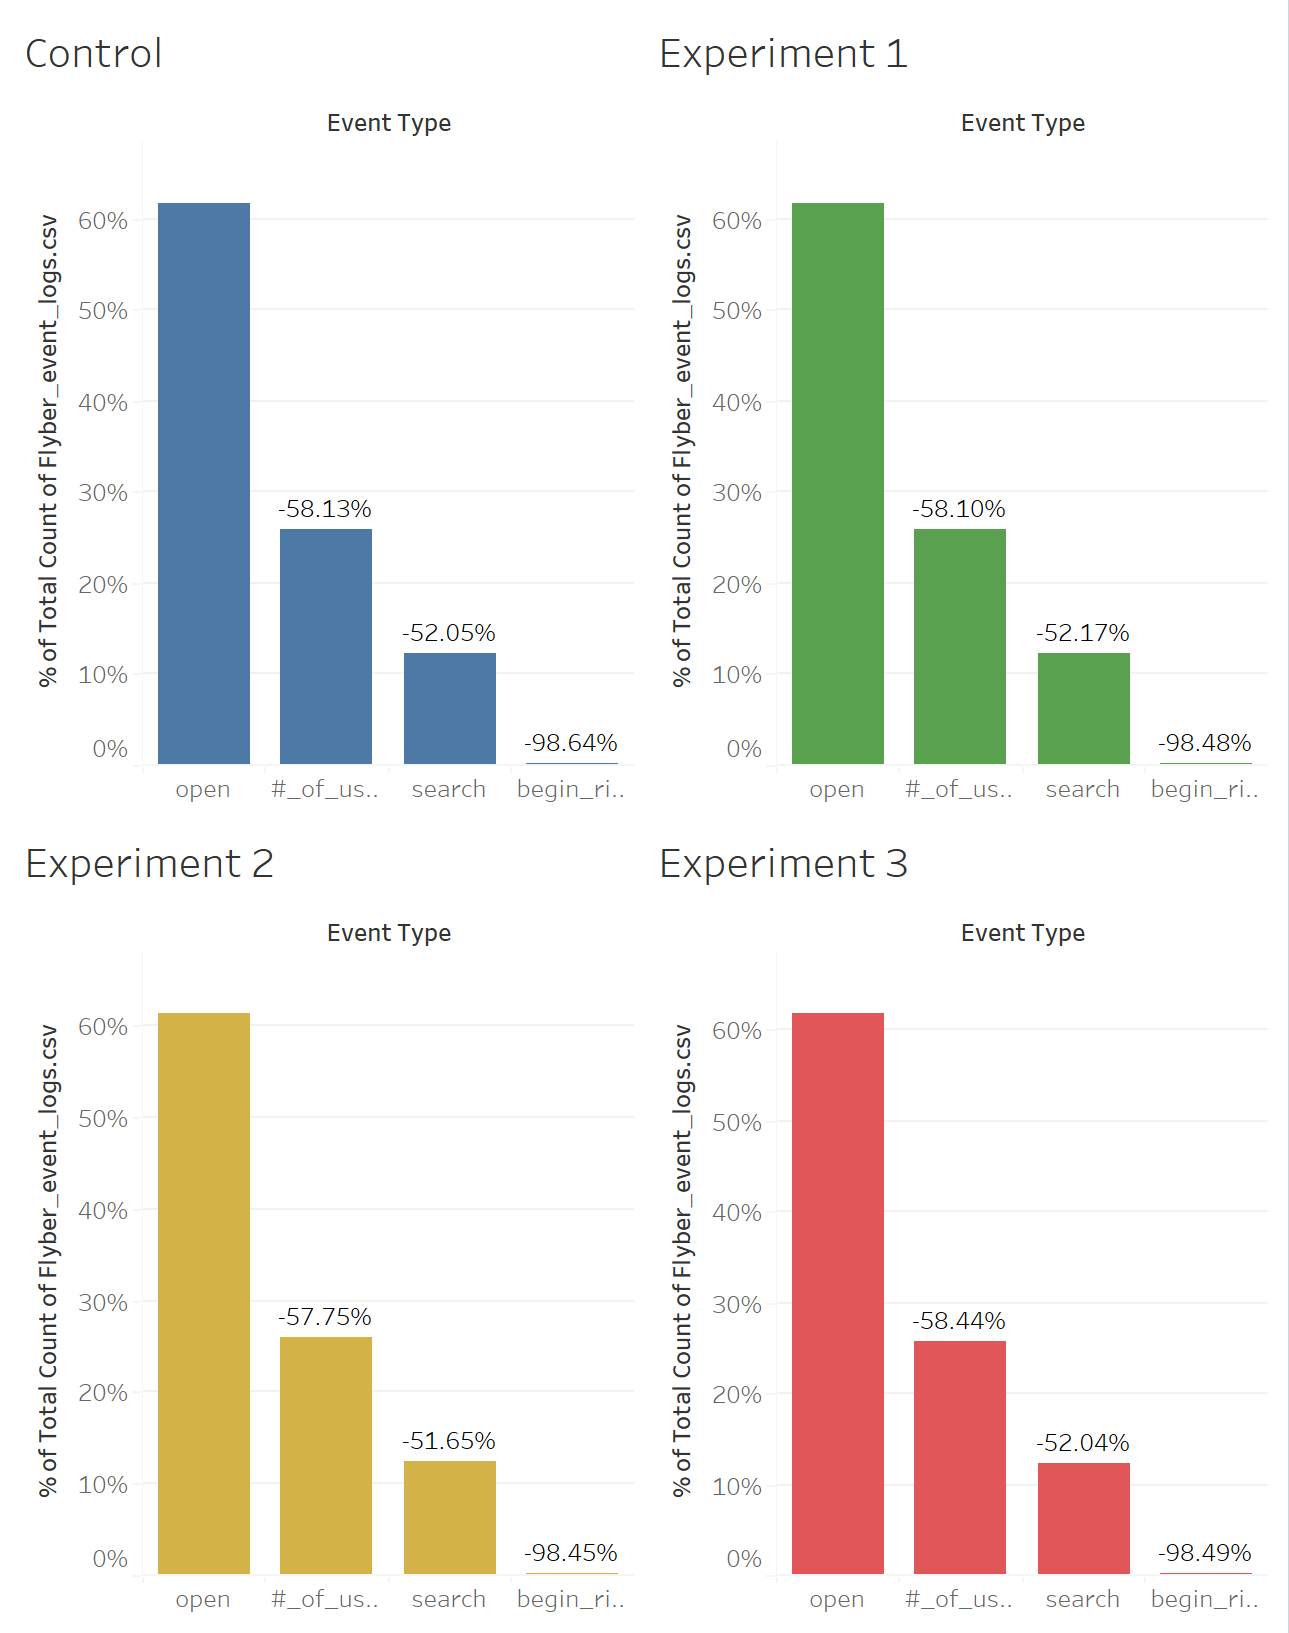 Control
Event Type
% of Total Count of Flyber_event_logs.csv
60%
50%
40%
30%
20%
10%
0%
-58.13%
-52.05%
-98.64%
open
#_of_us..
search
begin_ri..
Experiment 1
Event Type
% of Total Count of Flyber_event_logs.csv
60%
50%
40%
30%
20%
10%
0%
-58.10%
-52.17%
-98.48%
open
#_of_us..
search
begin_ri..
Experiment 2
Event Type
% of Total Count of Flyber_event_logs.csv
60%
50%
40%
30%
20%
10%
0%
-57.75%
-51.65%
-98.45%
open
#_of_us..
search
begin_ri..
Experiment 3
Event Type
% of Total Count of Flyber_event_logs.csv
60%
50%
40%
30%
20%
10%
0%
-58.44%
-52.04%
-98.49%
open
#_of_us..
search
begin_ri..